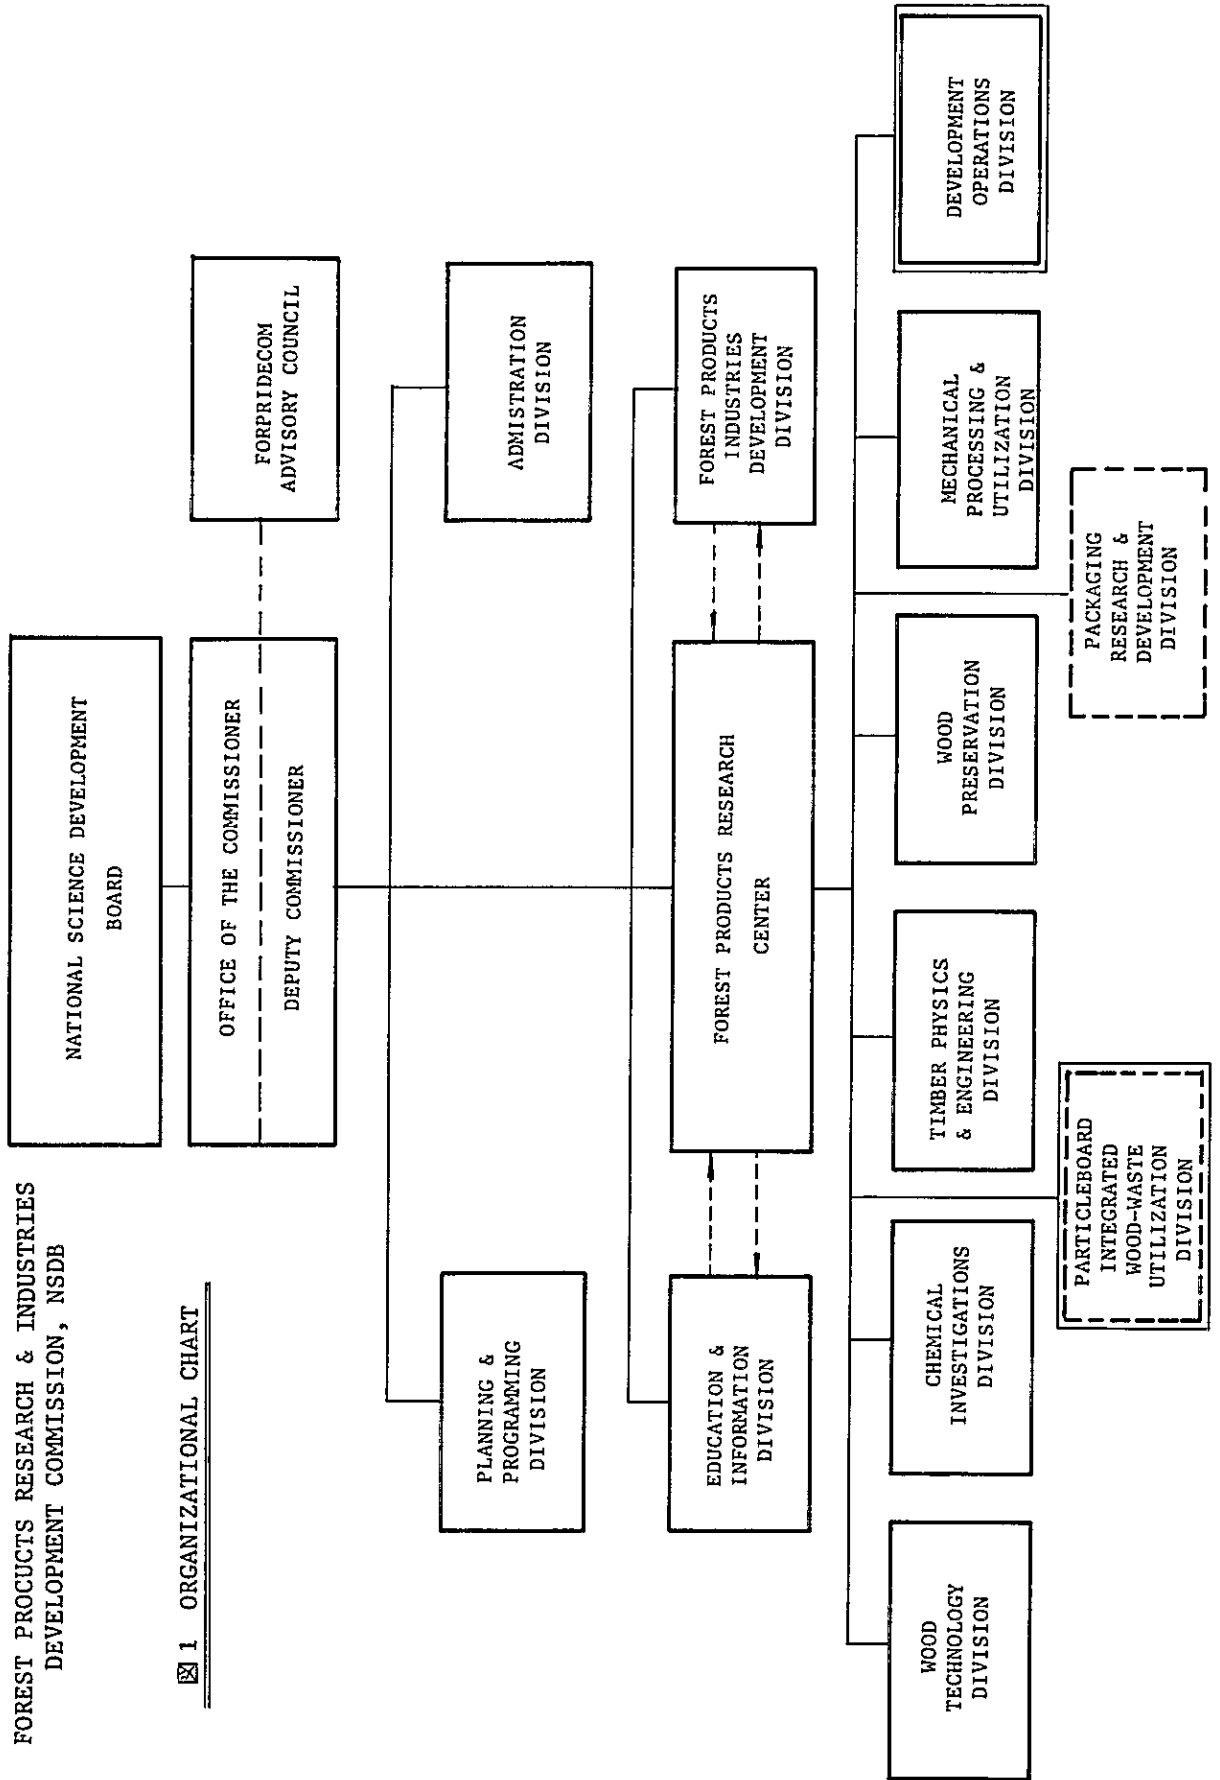 FOREST PROCUCTS RESEARCH & INDUSTRIES
DEVELOPMENT COMMISSION, NSDB
図 1 ORGANIZATIONAL CHART
NATIONAL SCIENCE DEVELOPMENT
BOARD
OFFICE OF THE COMMISSIONER
DEPUTY COMMISSIONER
FORPRIDECOM
ADVISORY COUNCIL
PLANNING &
PROGRAMMING
DIVISION
ADMISTRATION
DIVISION
EDUCATION &
INFORMATION
DIVISION
FOREST PRODUCTS RESEARCH
CENTER
FOREST PRODUCTS
INDUSTRIES
DEVELOPMENT
DIVISION
WOOD
TECHNOLOGY
DIVISION
CHEMICAL
INVESTIGATIONS
DIVISION
TIMBER PHYSICS
& ENGINEERING
DIVISION
WOOD
PRESERVATION
DIVISION
MECHANICAL
PROCESSING &
UTILIZATION
DIVISION
DEVELOPMENT
OPERATIONS
DIVISION
PARTICLEBOARD
INTEGRATED
WOOD-WASTE
UTILIZATION
DIVISION
PACKAGING
RESEARCH &
DEVELOPMENT
DIVISION